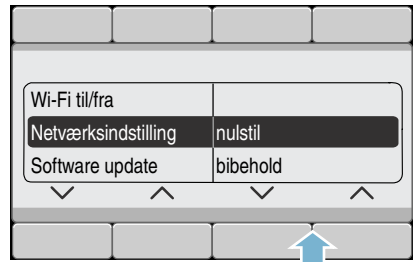 Wi-Fi til/fra
Netværksindstilling nulstil
Software update bibehold